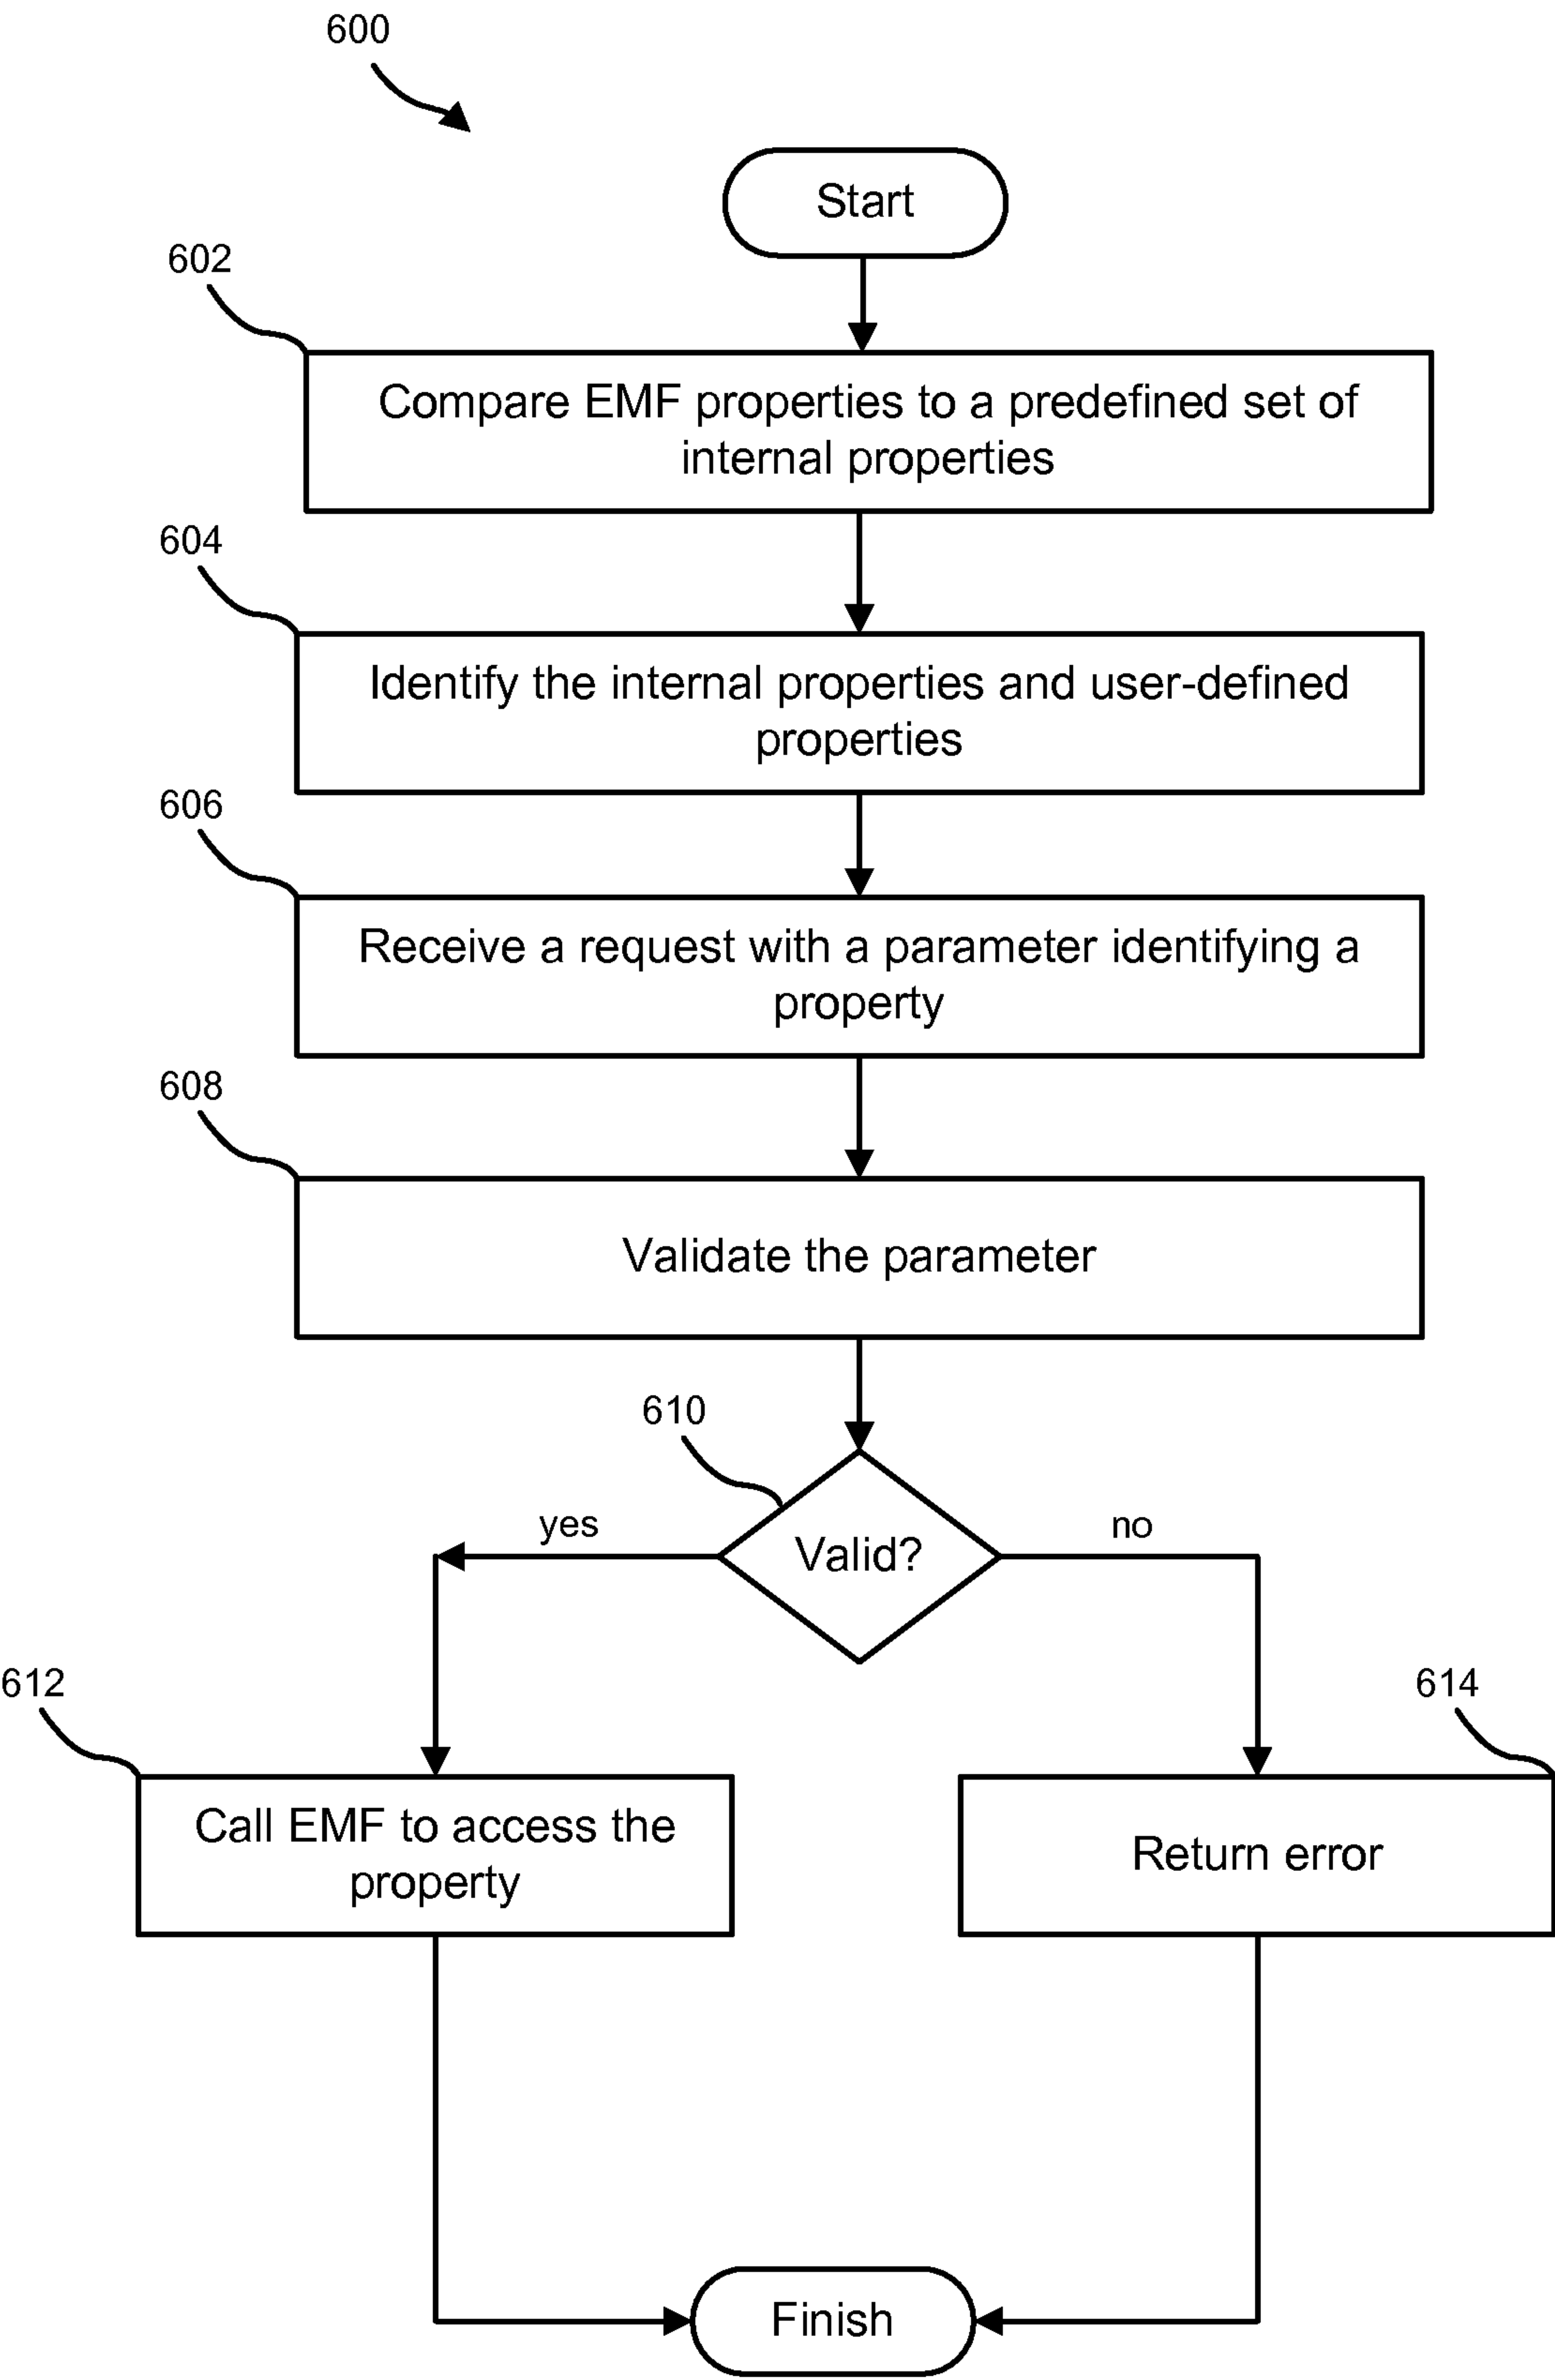 600
Start
602
Compare EMF properties to a predefined set of
internal properties
604
Identify the internal properties and user-defined
properties
606
Receive a request with a parameter identifying a
property
608
Validate the parameter
610
yes
Valid?
no
612
614
Call EMF to access the
property
Return error
Finish